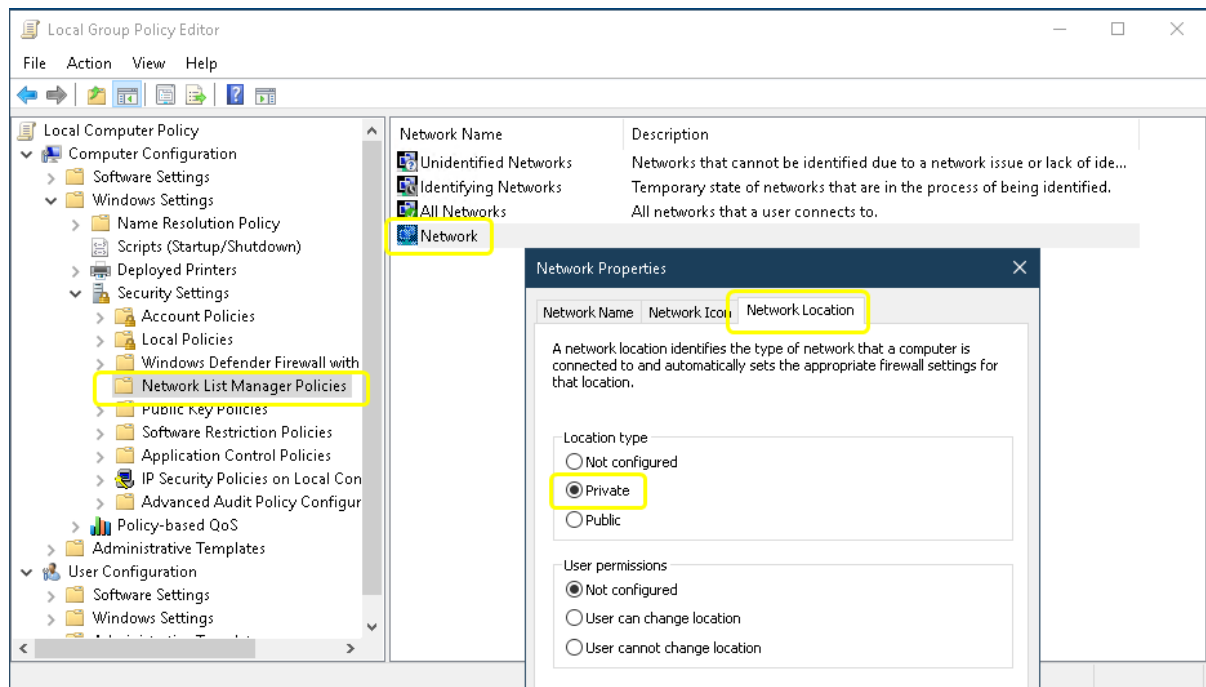 Local Group Policy Editor
File Action View Help
Local Computer Policy
Computer Configuration
Software Settings
Windows Settings
Name Resolution Policy
Scripts (Startup/Shutdown)
Deployed Printers
Security Settings
Account Policies
Local Policies
Windows Defender Firewall with
Network List Manager Policies
Public Key Policies
Software Restriction Policies
Application Control Policies
IP Security Policies on Local Con
Advanced Audit Policy Configur
Policy-based QoS
Administrative Templates
User Configuration
Software Settings
Windows Settings
Network Name Description
Unidentified Networks Networks that cannot be identified due to a network issue or lack of ide...
Identifying Networks Temporary state of networks that are in the process of being identified.
All Networks All networks that a user connects to.
Network
Network Properties
Network Name Network Icon Network Location
A network location identifies the type of network that a computer is
connected to and automatically sets the appropriate firewall settings for
that location.
Location type
Not configured
Private
Public
User permissions
Not configured
User can change location
User cannot change location